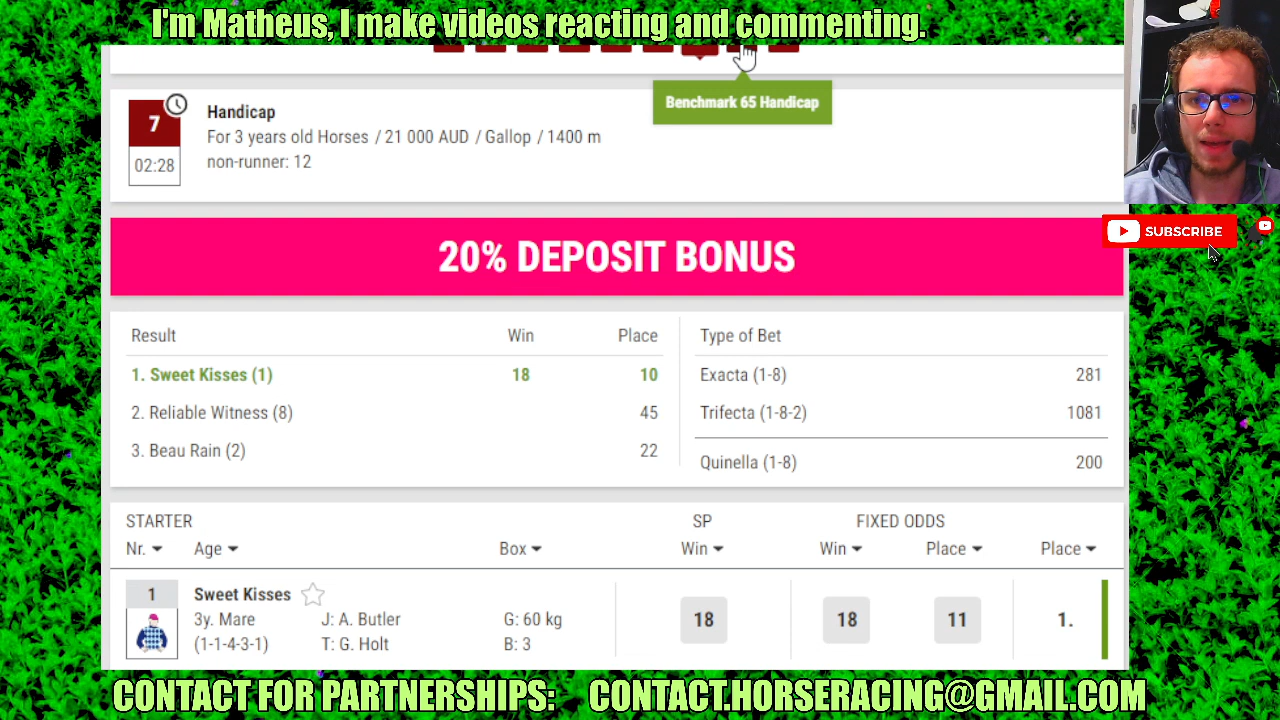 I'm Matheus, I make videos reacting and commenting.
Benchmark 65 Handicap
7
02:28
Handicap
For 3 years old Horses / 21 000 AUD / Gallop / 1400 m
non-runner: 12
SUBSCRIBE
20% DEPOSIT BONUS
Result Win Place
1. Sweet Kisses (1) 18 10
2. Reliable Witness (8) 45
3. Beau Rain (2) 22
Type of Bet
Exacta (1-8) 281
Trifecta (1-8-2) 1081
Quinella (1-8) 200
STARTER SP FIXED ODDS
Nr. Age Box Win Win Place Place
1 Sweet Kisses
3y. Mare J: A. Butler G: 60 kg 18 18 11 1.
(1-1-4-3-1) T: G. Holt B: 3
CONTACT FOR PARTNERSHIPS: CONTACT.HORSERACING@GMAIL.COM